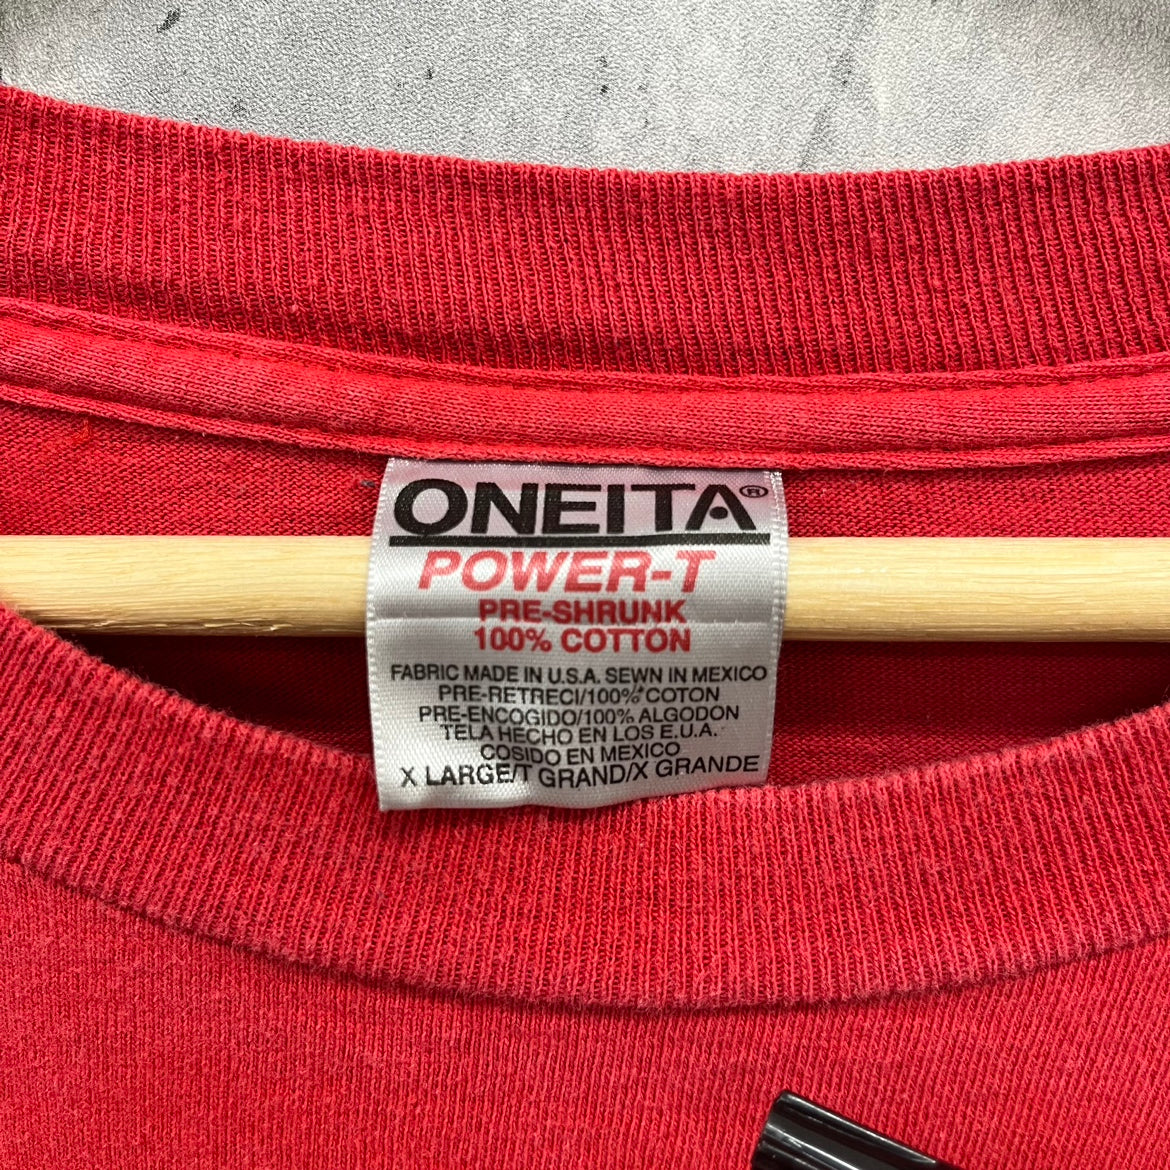 ONEITA®
POWER-T
PRE-SHRUNK
100% COTTON
FABRIC MADE IN U.S.A. SEWN IN MEXICO
PRE-RETRECI/100% COTON
PRE-ENCOGIDO/100% ALGODON
TELA HECHO EN LOS E.U.A.
COSIDO EN MEXICO
X LARGE/T GRAND/X GRANDE